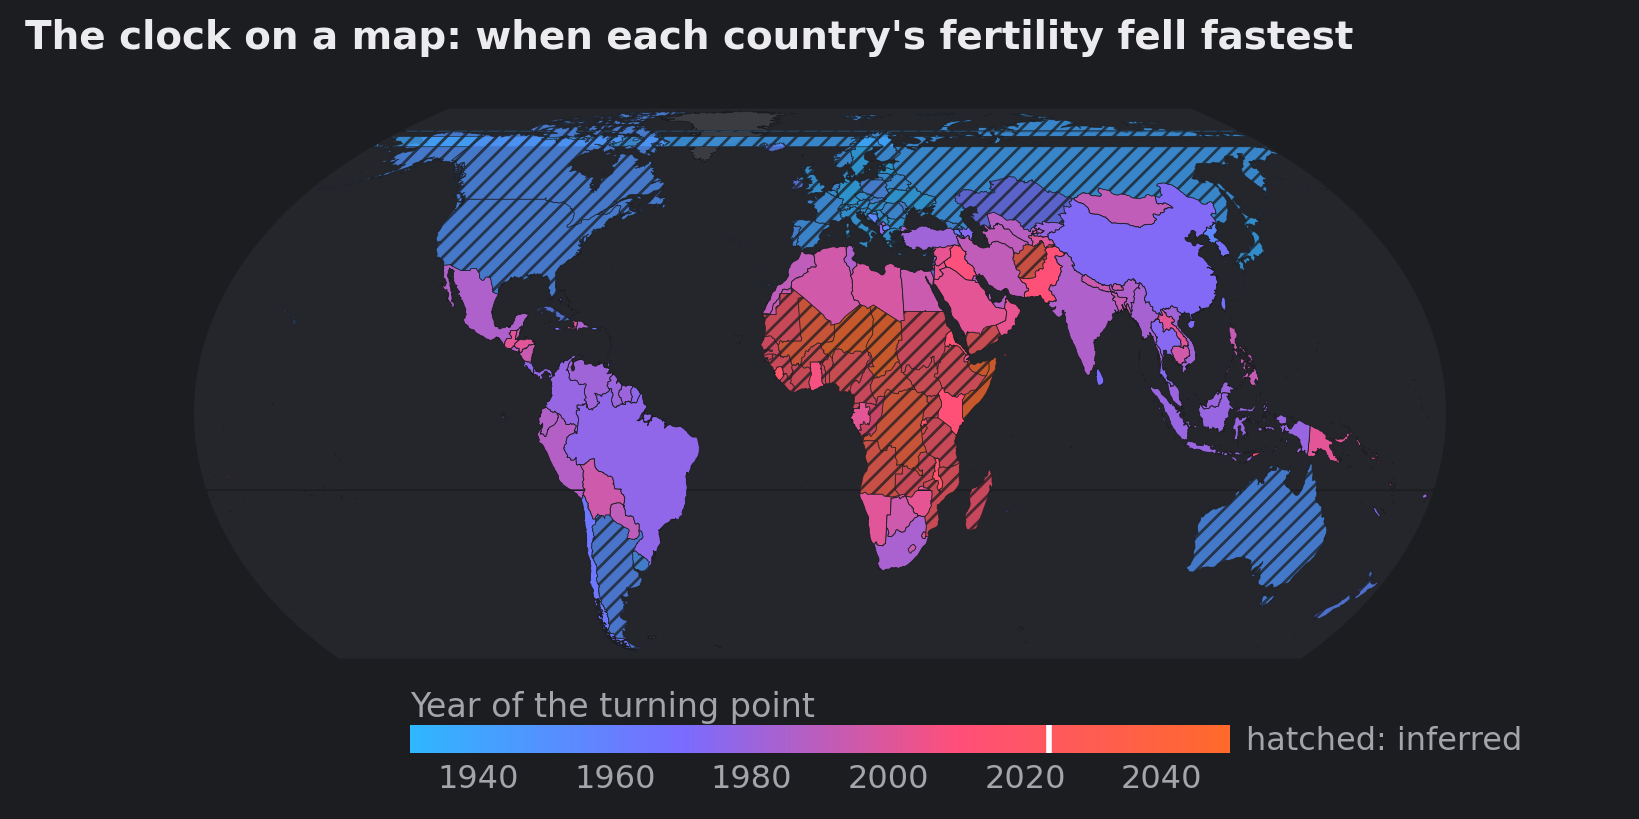 The clock on a map: when each country's fertility fell fastest
Year of the turning point
hatched: inferred
1940 1960 1980 2000 2020 2040